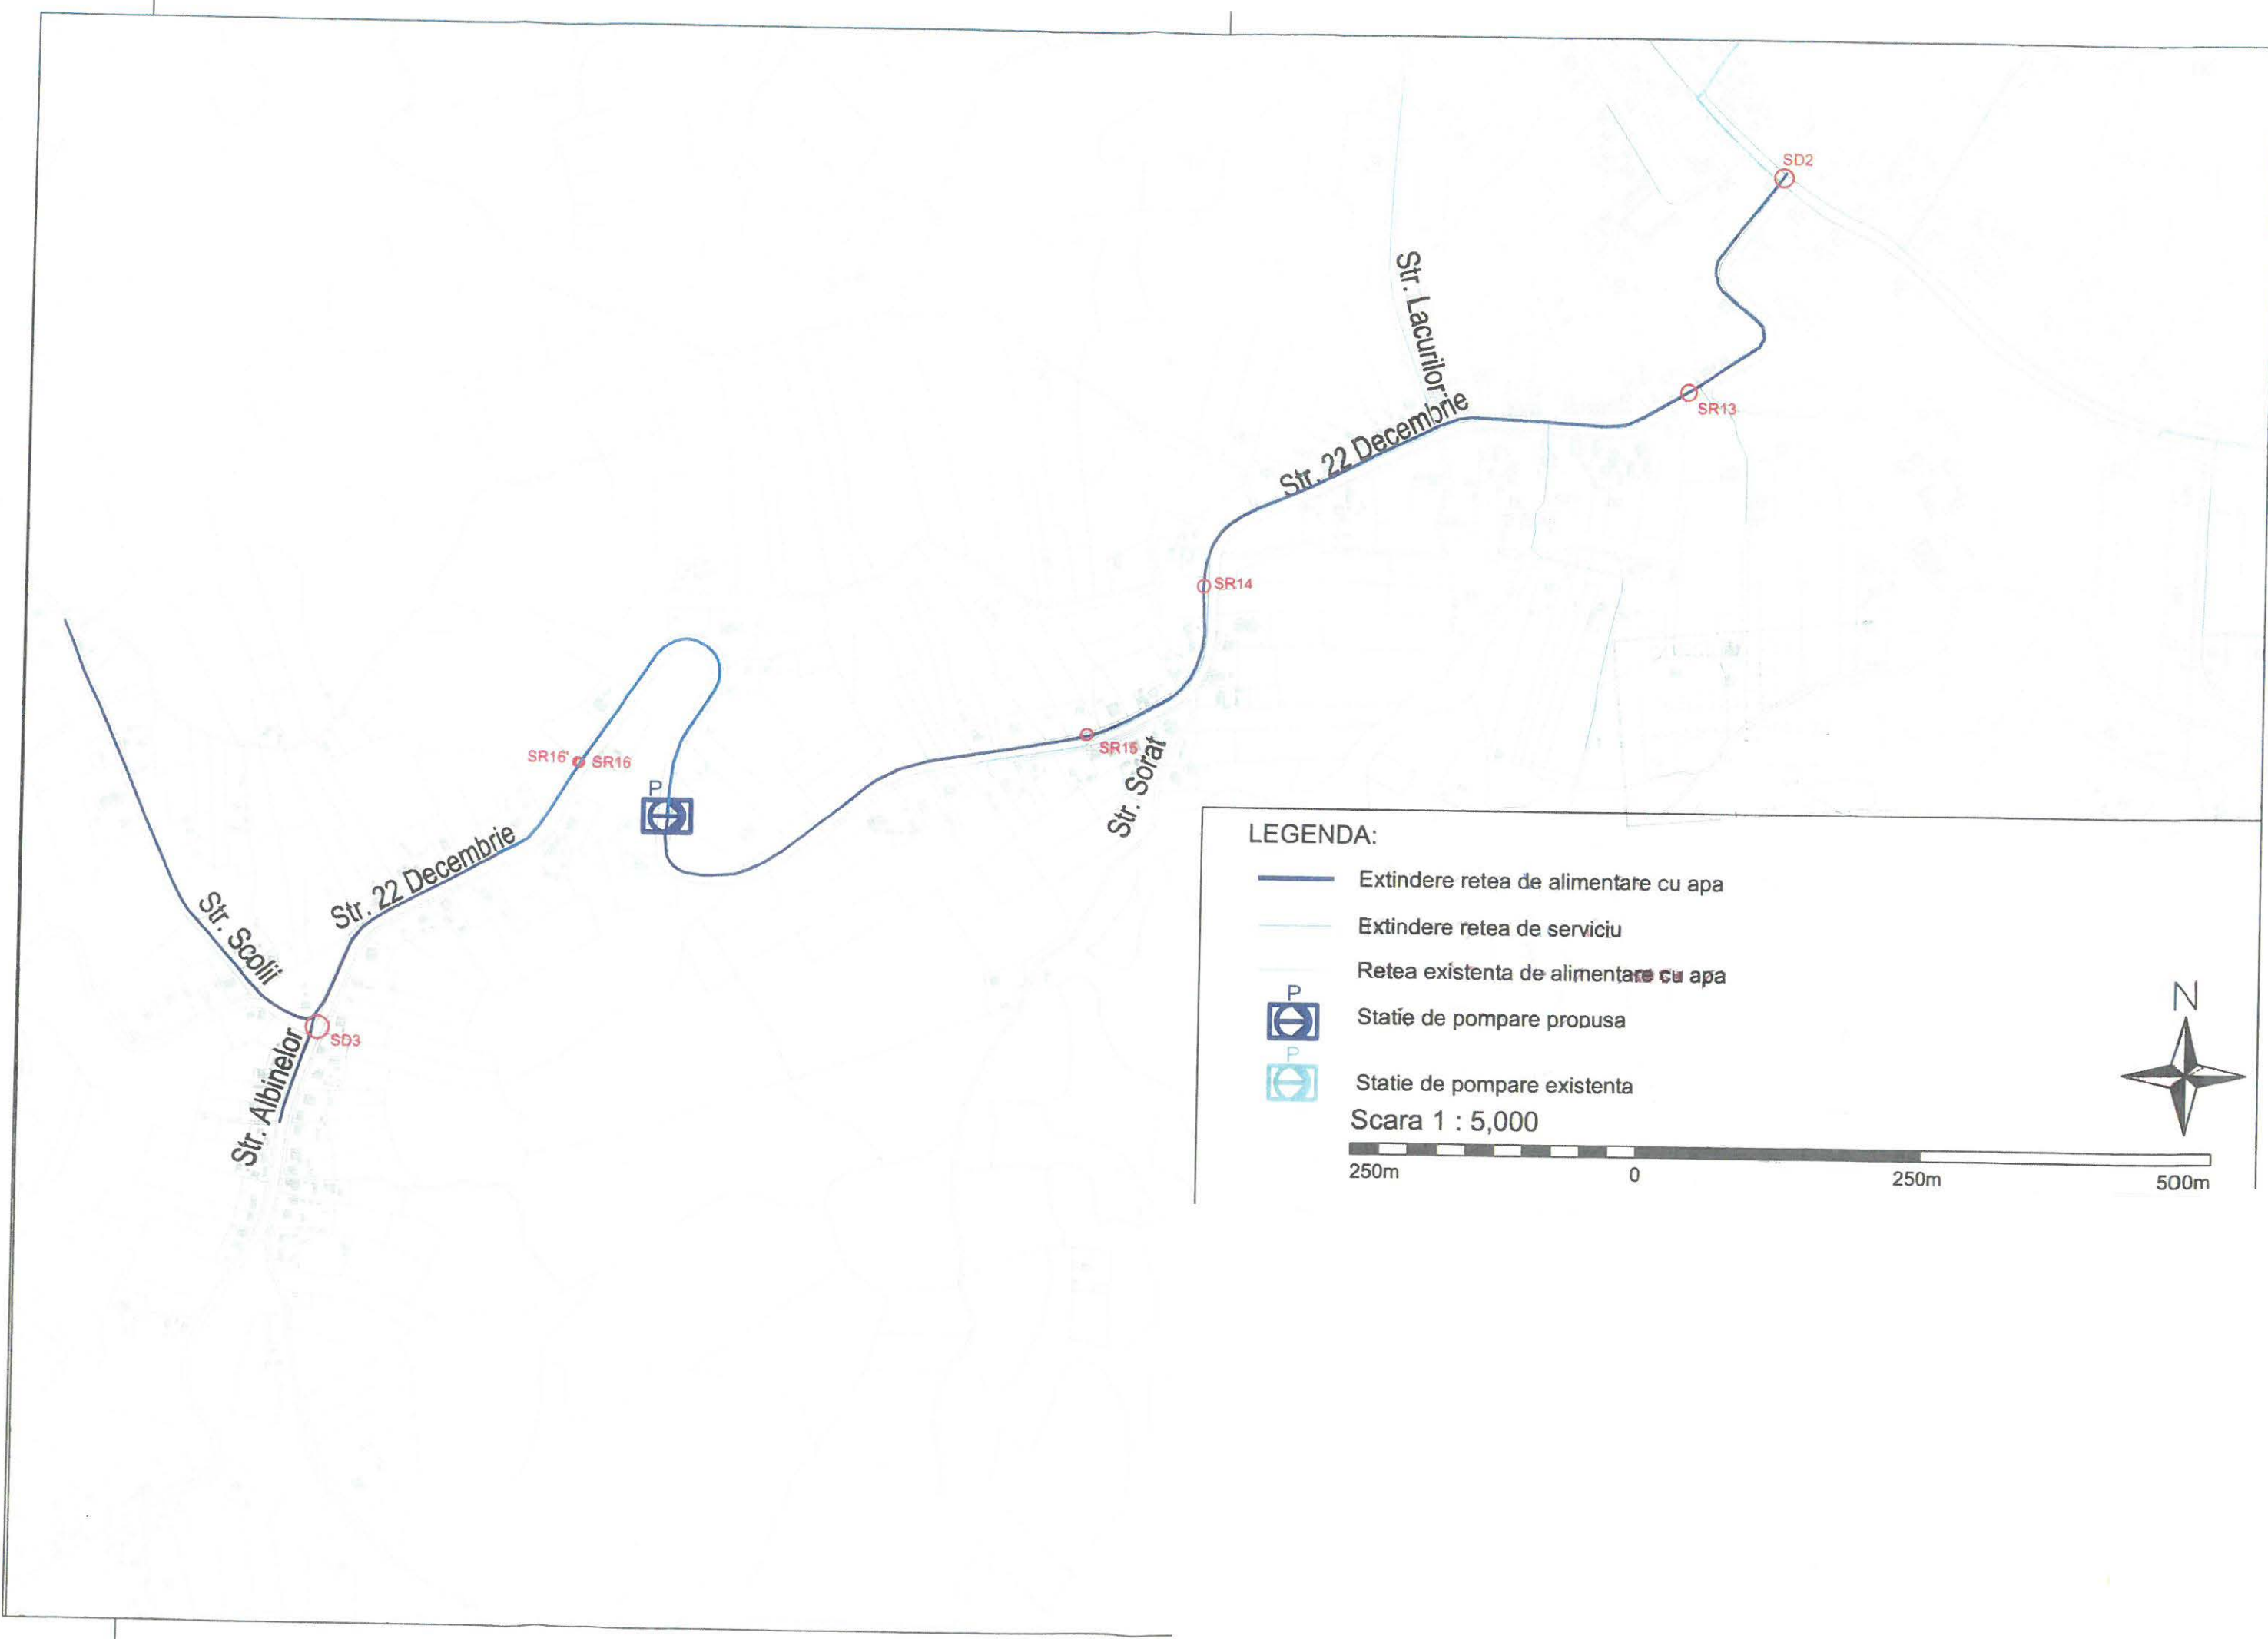 SD2
Str. Lacurilor
SR13
Str. 22 Decembrie
SR14
SR15
Str. Sorat
SR16' SR16
P
Str. 22 Decembrie
Str. Scolii
SD3
Str. Albinelor
LEGENDA:
Extindere retea de alimentare cu apa
Extindere retea de serviciu
Retea existenta de alimentare cu apa
P
Statie de pompare propusa
P
Statie de pompare existenta
Scara 1 : 5,000
250m 0 250m 500m
N